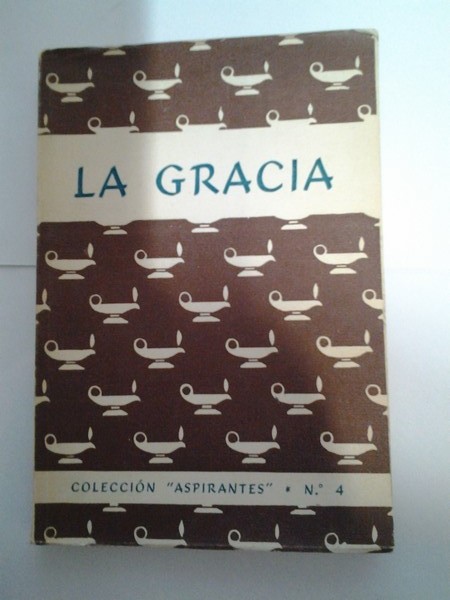 LA GRACIA
COLECCIÓN "ASPIRANTES" * N.° 4